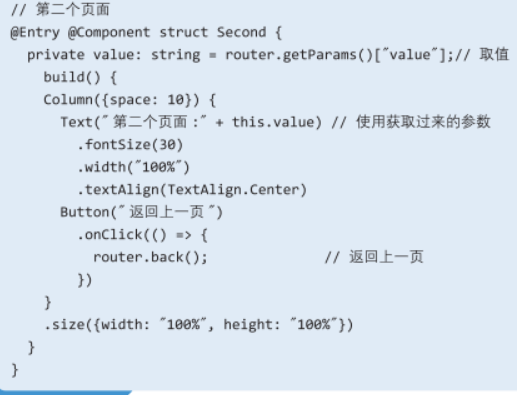 // 第二个页面
@Entry @Component struct Second {
  private value: string = router.getParams()["value"];// 取值
    build() {
    Column({space: 10}) {
      Text("第二个页面:" + this.value) // 使用获取过来的参数
        .fontSize(30)
        .width("100%")
        .textAlign(TextAlign.Center)
      Button("返回上一页")
        .onClick(() => {
          router.back();              // 返回上一页
        })
    }
    .size({width: "100%", height: "100%"})
  }
}